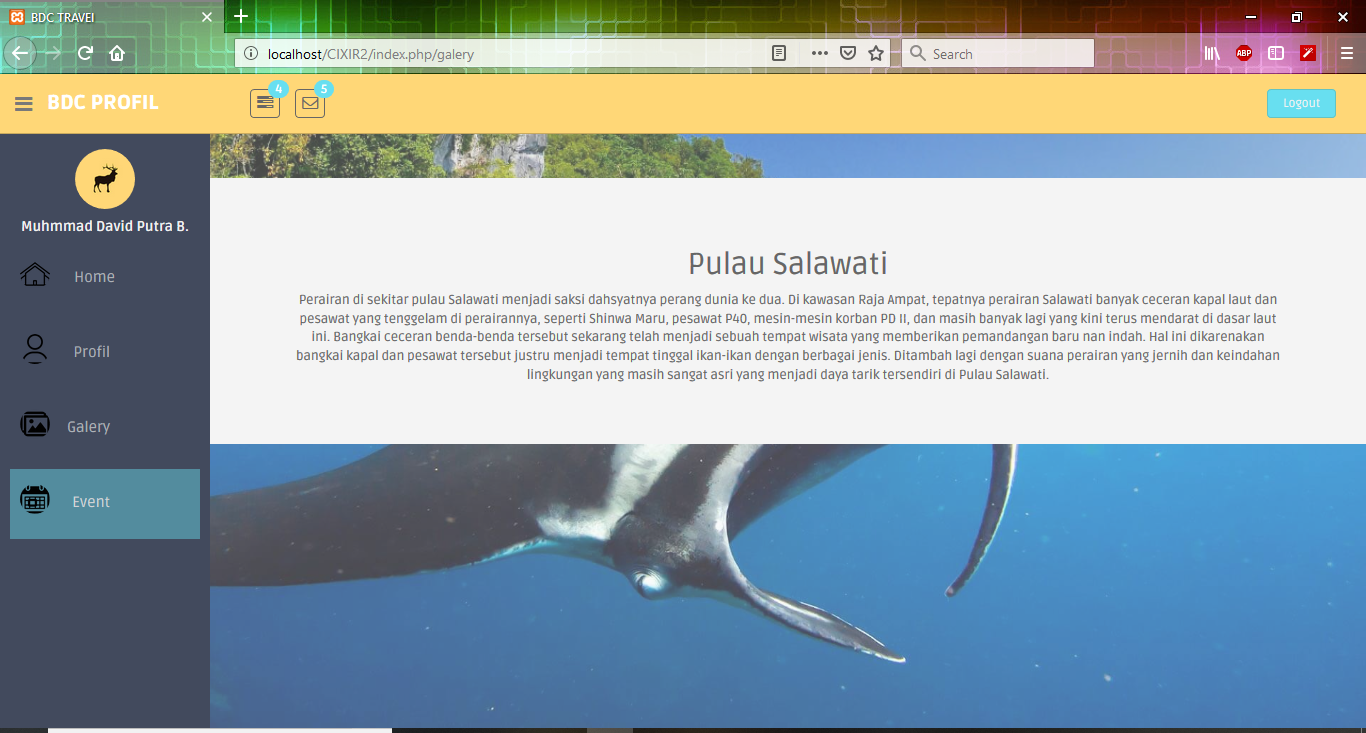 BDC TRAVEl
localhost/CIXIR2/index.php/galery
Search
ABP
BDC PROFIL
4
5
Logout
Muhmmad David Putra B.
Home
Profil
Galery
Event
Pulau Salawati
Perairan di sekitar pulau Salawati menjadi saksi dahsyatnya perang dunia ke dua. Di kawasan Raja Ampat, tepatnya perairan Salawati banyak ceceran kapal laut dan
pesawat yang tenggelam di perairannya, seperti Shinwa Maru, pesawat P40, mesin-mesin korban PD II, dan masih banyak lagi yang kini terus mendarat di dasar laut
ini. Bangkai ceceran benda-benda tersebut sekarang telah menjadi sebuah tempat wisata yang memberikan pemandangan baru nan indah. Hal ini dikarenakan
bangkai kapal dan pesawat tersebut justru menjadi tempat tinggal ikan-ikan dengan berbagai jenis. Ditambah lagi dengan suana perairan yang jernih dan keindahan
lingkungan yang masih sangat asri yang menjadi daya tarik tersendiri di Pulau Salawati.